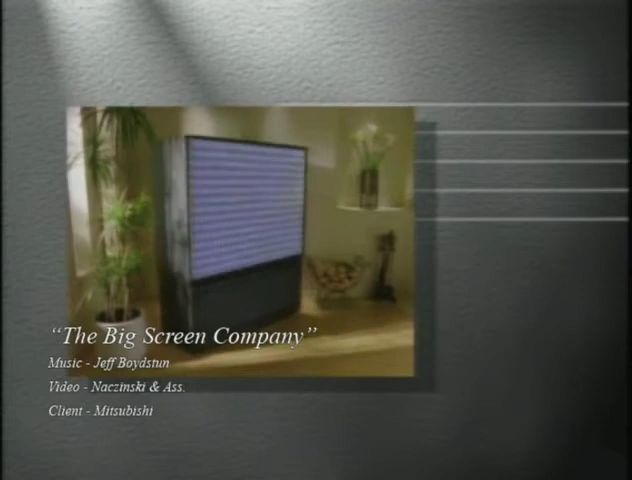 “The Big Screen Company”
Music - Jeff Boydstun
Video - Naczinski & Ass.
Client - Mitsubishi